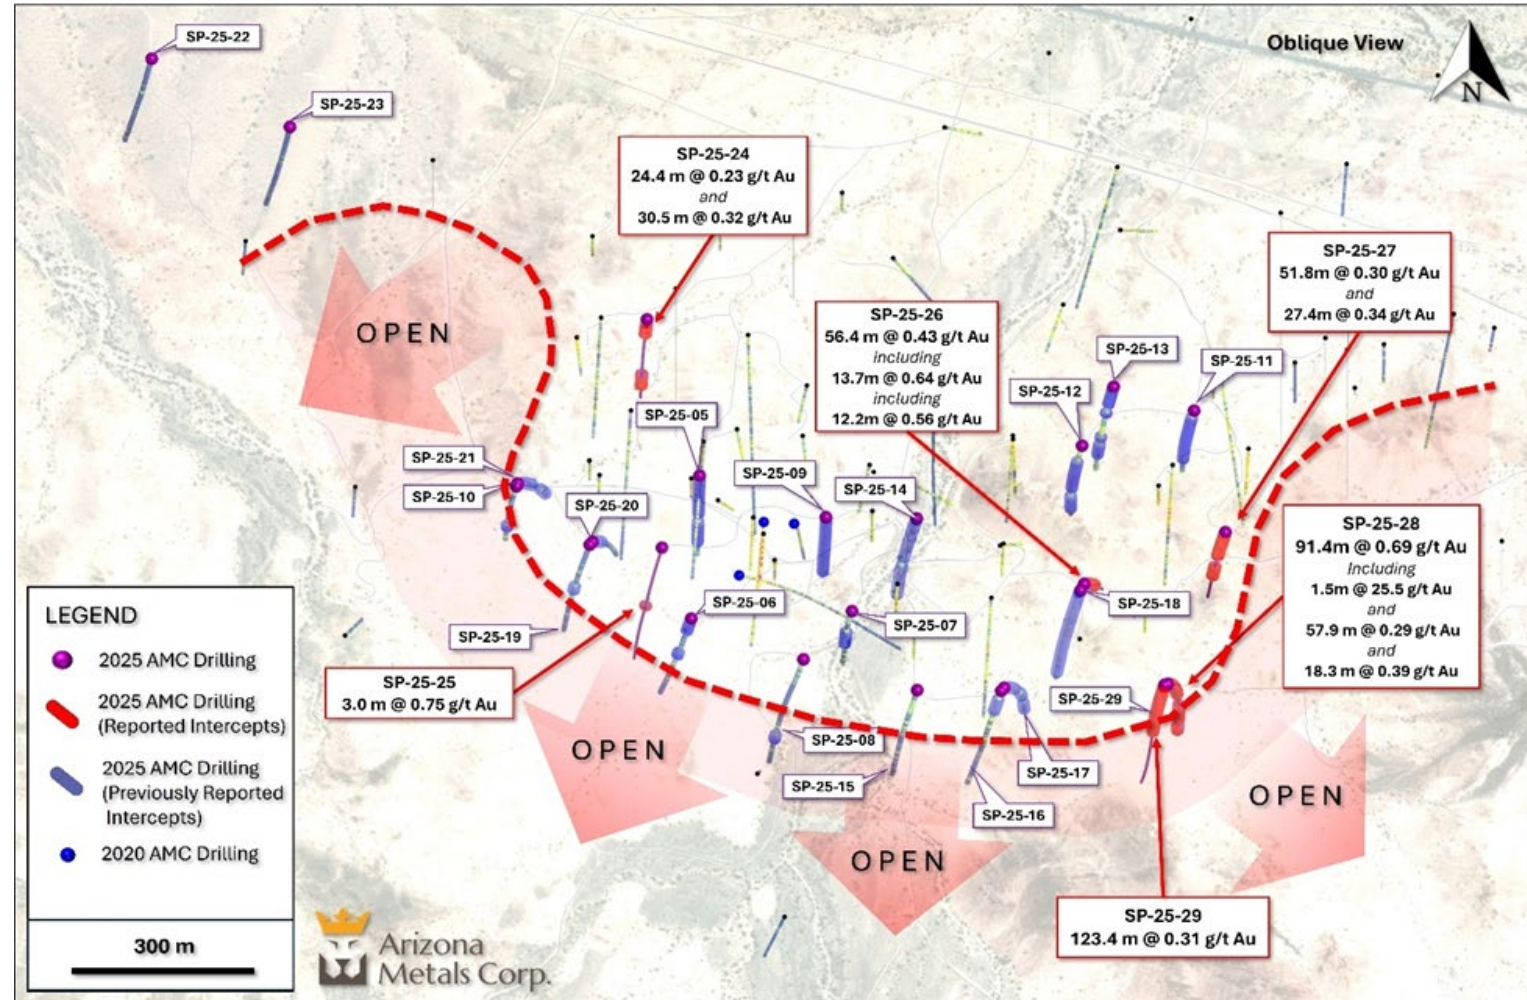 SP-25-22
Oblique View
N
SP-25-23
SP-25-24
24.4 m @ 0.23 g/t Au
and
30.5 m @ 0.32 g/t Au
SP-25-27
51.8m @ 0.30 g/t Au
and
27.4m @ 0.34 g/t Au
SP-25-26
56.4 m @ 0.43 g/t Au
including
13.7m @ 0.64 g/t Au
including
12.2m @ 0.56 g/t Au
OPEN
SP-25-13
SP-25-11
SP-25-12
SP-25-05
SP-25-21
SP-25-10
SP-25-09
SP-25-14
SP-25-20
SP-25-28
91.4m @ 0.69 g/t Au
Including
1.5m @ 25.5 g/t Au
and
57.9 m @ 0.29 g/t Au
and
18.3 m @ 0.39 g/t Au
SP-25-06
SP-25-18
SP-25-07
SP-25-19
SP-25-25
3.0 m @ 0.75 g/t Au
SP-25-29
OPEN
SP-25-08
SP-25-17
SP-25-15
SP-25-16
OPEN
OPEN
SP-25-29
123.4 m @ 0.31 g/t Au
LEGEND
2025 AMC Drilling
2025 AMC Drilling
(Reported Intercepts)
2025 AMC Drilling
(Previously Reported
Intercepts)
2020 AMC Drilling
300 m
Arizona
Metals Corp.